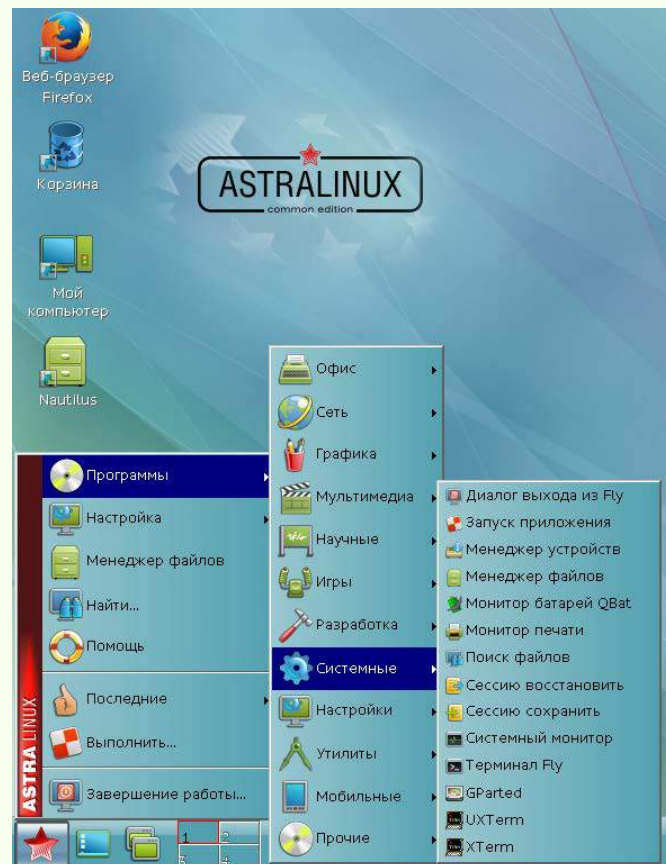 Веб-браузер
Firefox
Корзина
Мой
компьютер
Nautilus
ASTRALINUX
common edition
Программы
Настройка
Менеджер файлов
Найти...
Помощь
Последние
Выполнить...
Завершение работы...
ASTRA LINUX
Офис
Сеть
Графика
Мультимедиа
Научные
Игры
Разработка
Системные
Настройки
Утилиты
Мобильные
Прочие
Диалог выхода из Fly
Запуск приложения
Менеджер устройств
Менеджер файлов
Монитор батарей QBat
Монитор печати
Поиск файлов
Сессию восстановить
Сессию сохранить
Системный монитор
Терминал Fly
GParted
UXTerm
XTerm
1 2
3 4